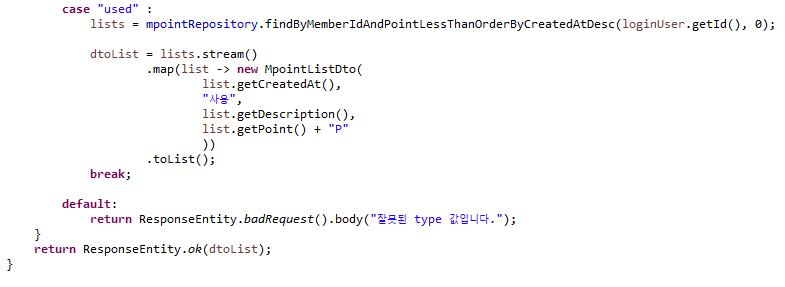 case "used" :
lists = mpointRepository.findByMemberIdAndPointLessThanOrderByCreatedAtDesc(loginUser.getId(), 0);
dtoList = lists.stream()
.map(list -> new MpointListDto(
list.getCreatedAt(),
"사용",
list.getDescription(),
list.getPoint() + "P"
))
.toList();
break;
default:
return ResponseEntity.badRequest().body("잘못된 type 값입니다.");
}
return ResponseEntity.ok(dtoList);
}